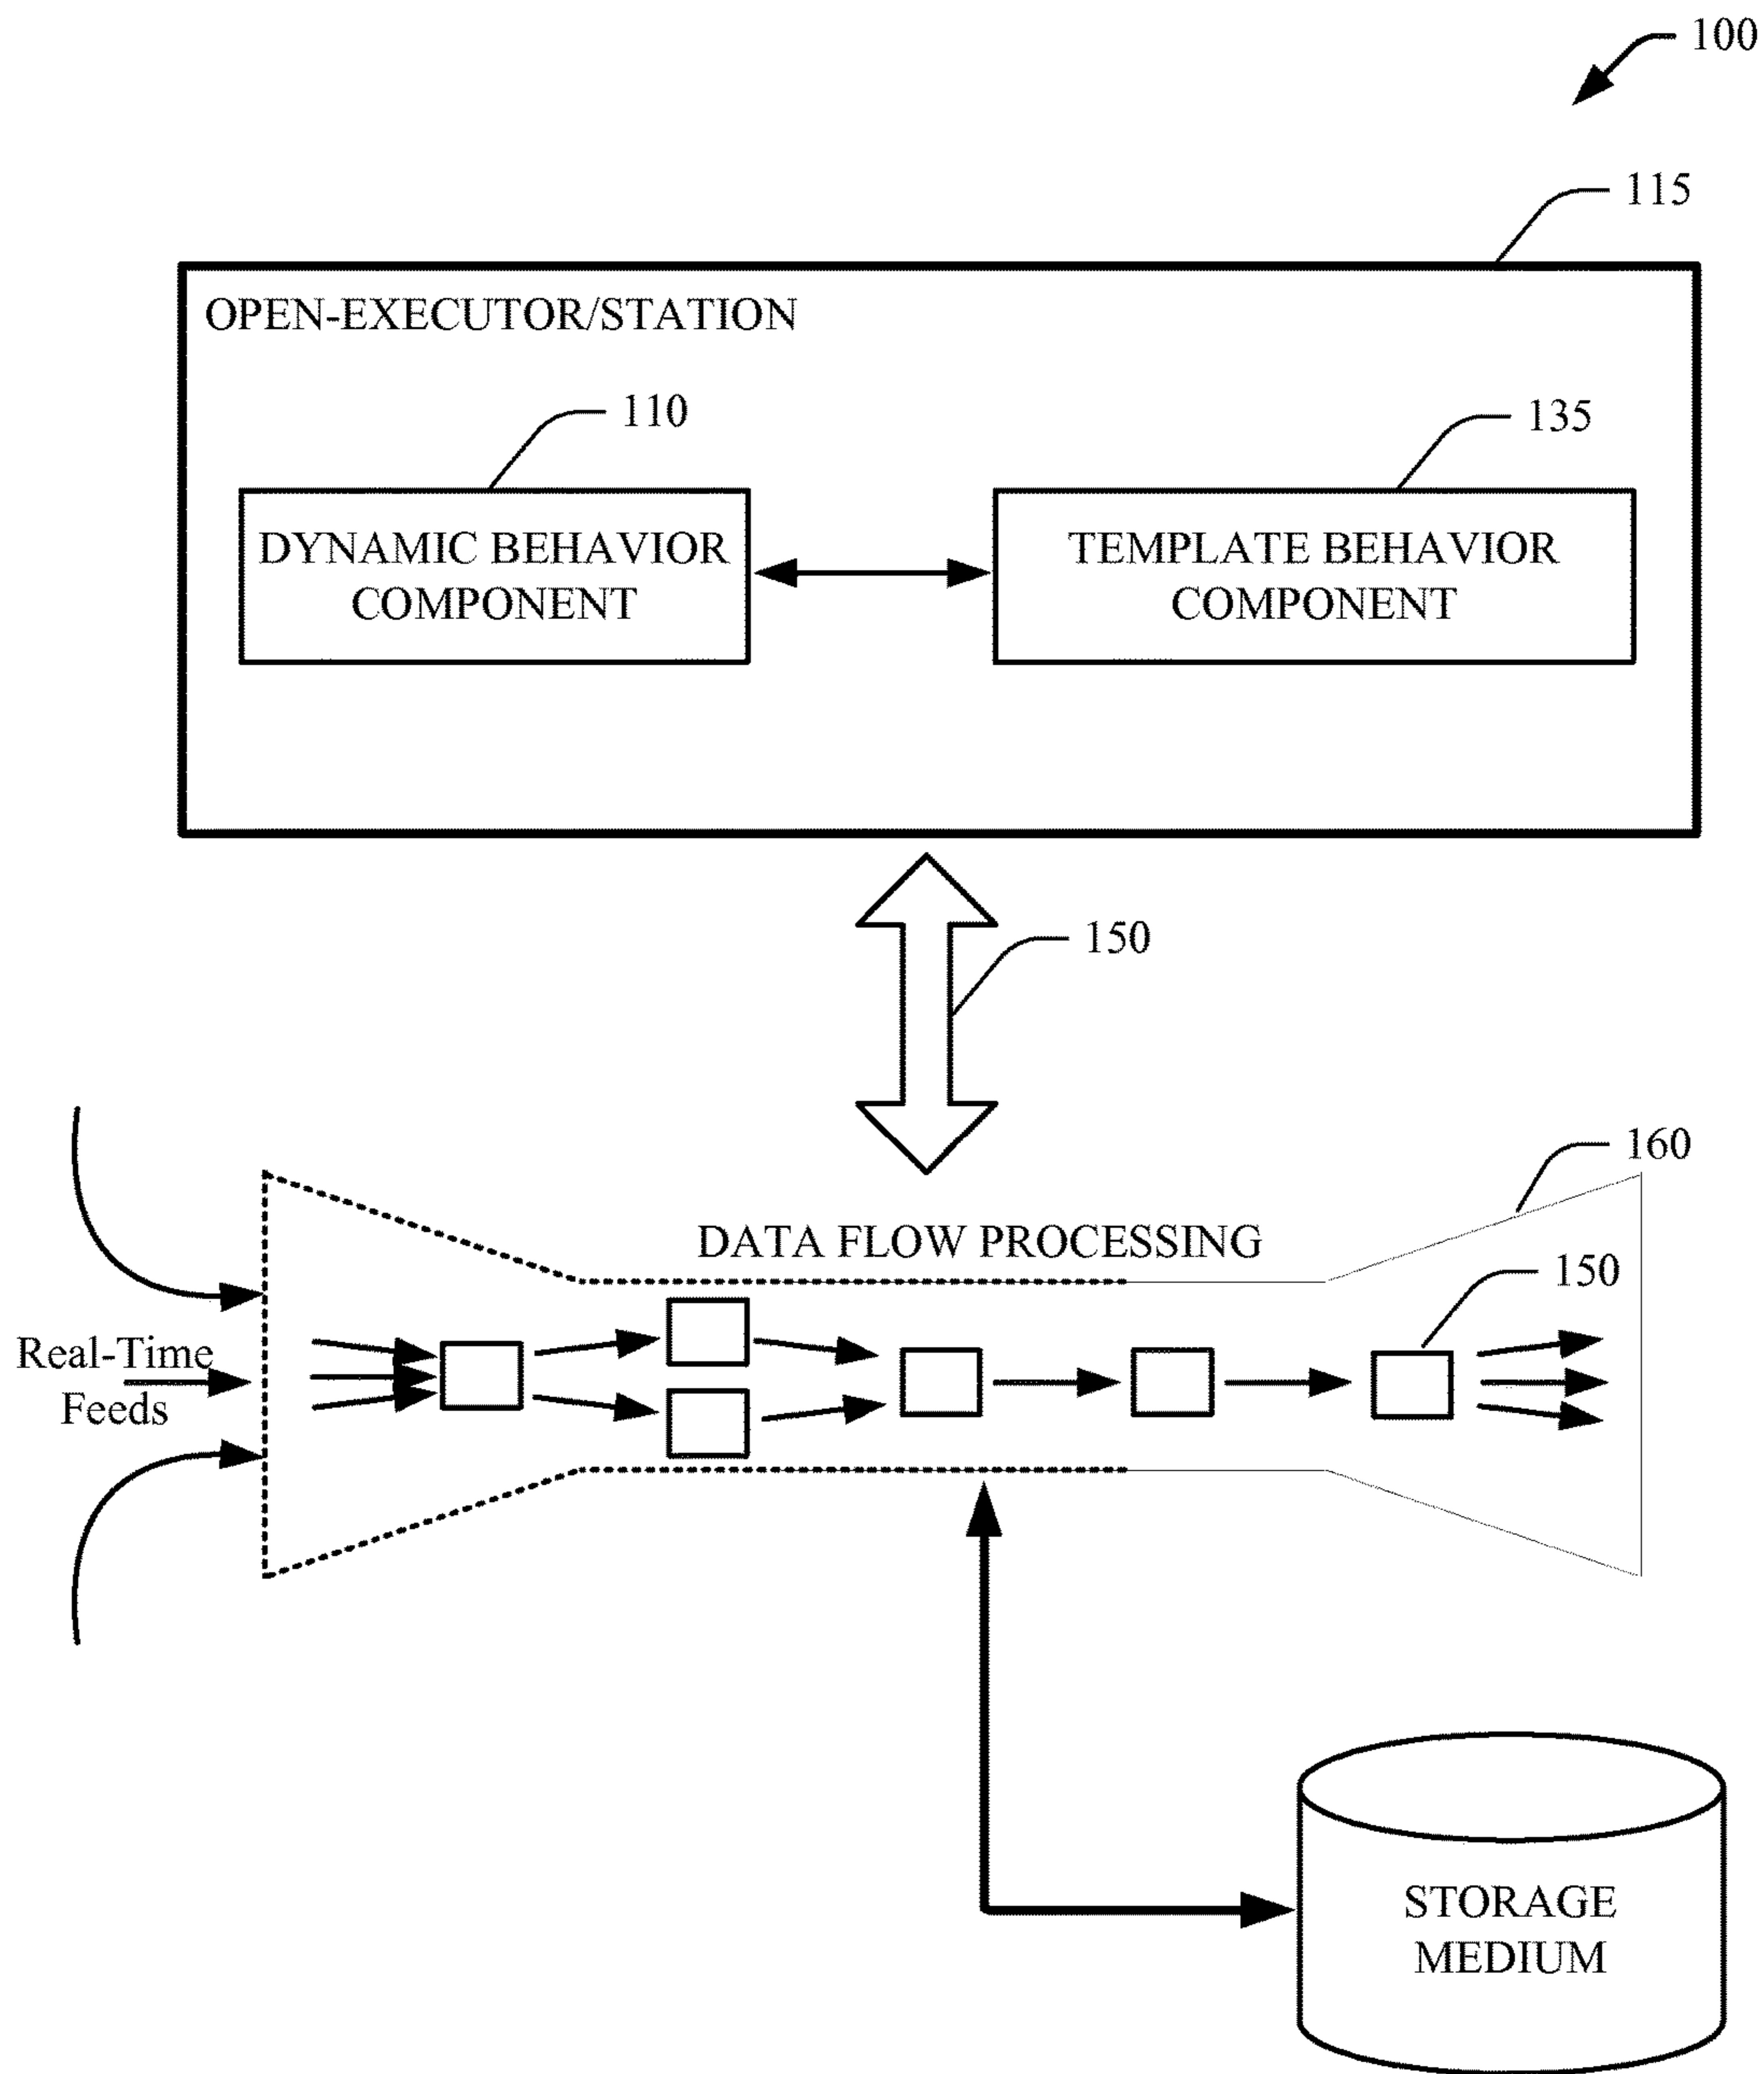 100
115
OPEN-EXECUTOR/STATION
110
135
DYNAMIC BEHAVIOR
COMPONENT
TEMPLATE BEHAVIOR
COMPONENT
150
160
DATA FLOW PROCESSING
150
Real-Time
Feeds
STORAGE
MEDIUM